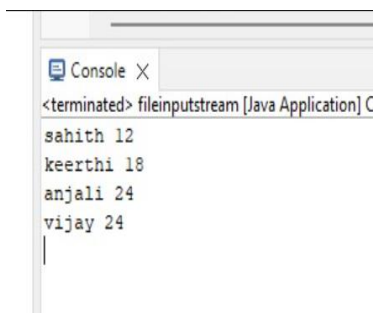 Console
<terminated> fileinputstream [Java Application] C
sahith 12
keerthi 18
anjali 24
vijay 24